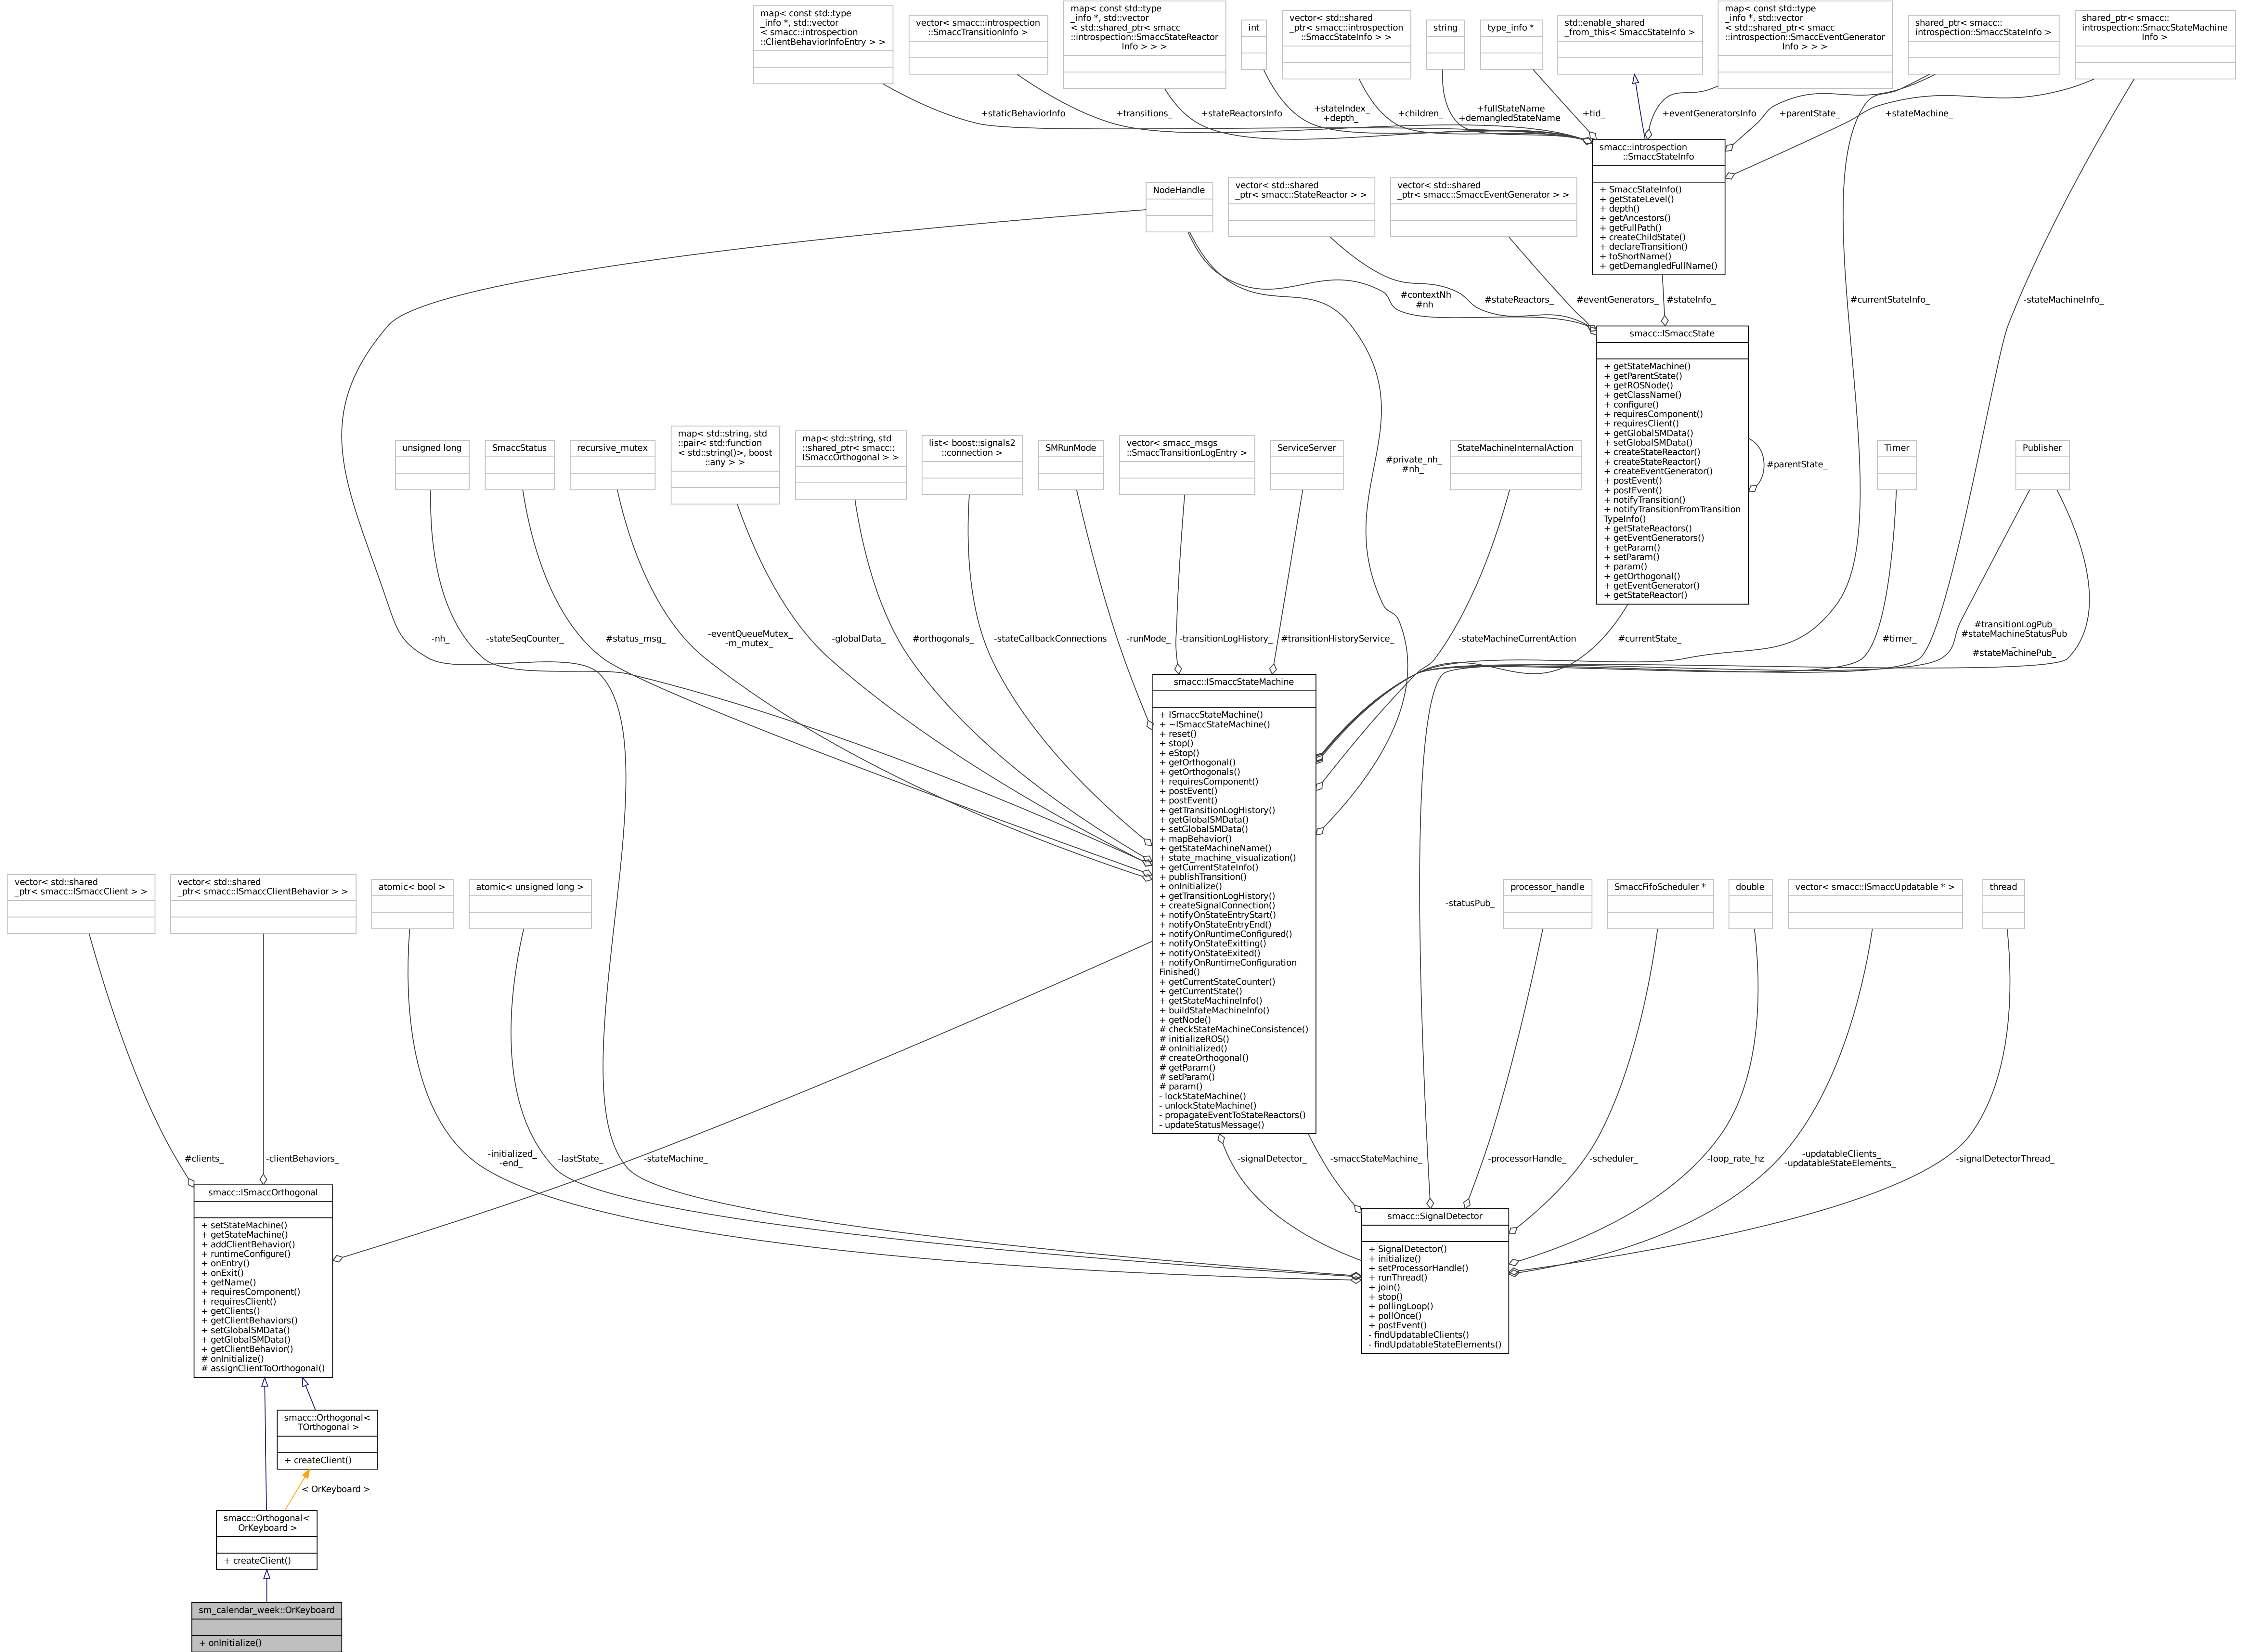 map< const std::type
_info *, std::vector
< smacc::introspection
::ClientBehaviorInfoEntry > >
vector< smacc::introspection
::SmaccTransitionInfo >
map< const std::type
_info *, std::vector
< std::shared_ptr< smacc
::introspection::SmaccStateReactor
Info > > >
int
vector< std::shared
_ptr< smacc::introspection
::SmaccStateInfo > >
string
type_info *
std::enable_shared
_from_this< SmaccStateInfo >
map< const std::type
_info *, std::vector
< std::shared_ptr< smacc
::introspection::SmaccEventGenerator
Info > > >
shared_ptr< smacc::
introspection::SmaccStateInfo >
shared_ptr< smacc::
introspection::SmaccStateMachine
Info >
+staticBehaviorInfo
+transitions_
+stateReactorsInfo
+stateIndex_
+depth_
+children_
+fullStateName
+demangledStateName
+tid_
+eventGeneratorsInfo
+parentState_
+stateMachine_
smacc::introspection
::SmaccStateInfo
+ SmaccStateInfo()
+ getStateLevel()
+ depth()
+ getAncestors()
+ getFullPath()
+ createChildState()
+ declareTransition()
+ toShortName()
+ getDemangledFullName()
NodeHandle
vector< std::shared
_ptr< smacc::StateReactor > >
vector< std::shared
_ptr< smacc::SmaccEventGenerator > >
#contextNh
#nh
#stateReactors_
#eventGenerators_
#stateInfo_
#currentStateInfo_
-stateMachineInfo_
smacc::ISmaccState
+ getStateMachine()
+ getParentState()
+ getROSNode()
+ getClassName()
+ configure()
+ requiresComponent()
+ requiresClient()
+ getGlobalSMData()
+ setGlobalSMData()
+ createStateReactor()
+ createStateReactor()
+ createEventGenerator()
+ postEvent()
+ postEvent()
+ notifyTransition()
+ notifyTransitionFromTransition
TypeInfo()
+ getStateReactors()
+ getEventGenerators()
+ getParam()
+ setParam()
+ param()
+ getOrthogonal()
+ getEventGenerator()
+ getStateReactor()
#parentState_
unsigned long
SmaccStatus
recursive_mutex
map< std::string, std
::pair< std::function
< std::string()>, boost
::any > >
map< std::string, std
::shared_ptr< smacc::
ISmaccOrthogonal > >
list< boost::signals2
::connection >
SMRunMode
vector< smacc_msgs
::SmaccTransitionLogEntry >
ServiceServer
#private_nh_
#nh_
StateMachineInternalAction
Timer
Publisher
-nh_
-stateSeqCounter_
#status_msg_
-eventQueueMutex_
-m_mutex_
-globalData_
#orthogonals_
-stateCallbackConnections
-runMode_
-transitionLogHistory_
#transitionHistoryService_
-stateMachineCurrentAction
#currentState_
#timer_
#transitionLogPub_
#stateMachineStatusPub
_
#stateMachinePub_
smacc::ISmaccStateMachine
+ ISmaccStateMachine()
+ ~ISmaccStateMachine()
+ reset()
+ stop()
+ eStop()
+ getOrthogonal()
+ getOrthogonals()
+ requiresComponent()
+ postEvent()
+ postEvent()
+ getTransitionLogHistory()
+ getGlobalSMData()
+ setGlobalSMData()
+ mapBehavior()
+ getStateMachineName()
+ state_machine_visualization()
+ getCurrentStateInfo()
+ publishTransition()
+ onInitialize()
+ getTransitionLogHistory()
+ createSignalConnection()
+ notifyOnStateEntryStart()
+ notifyOnStateEntryEnd()
+ notifyOnRuntimeConfigured()
+ notifyOnStateExitting()
+ notifyOnStateExited()
+ notifyOnRuntimeConfiguration
Finished()
+ getCurrentStateCounter()
+ getCurrentState()
+ getStateMachineInfo()
+ buildStateMachineInfo()
+ getNode()
# checkStateMachineConsistence()
# initializeROS()
# onInitialized()
# createOrthogonal()
# getParam()
# setParam()
# param()
- lockStateMachine()
- unlockStateMachine()
- propagateEventToStateReactors()
- updateStatusMessage()
vector< std::shared
_ptr< smacc::ISmaccClient > >
vector< std::shared
_ptr< smacc::ISmaccClientBehavior > >
atomic< bool >
atomic< unsigned long >
-statusPub_
processor_handle
SmaccFifoScheduler *
double
vector< smacc::ISmaccUpdatable * >
thread
#clients_
-clientBehaviors_
-initialized_
-end_
-lastState_
-stateMachine_
-signalDetector_
-smaccStateMachine_
-processorHandle_
-scheduler_
-loop_rate_hz
-updatableClients_
-updatableStateElements_
-signalDetectorThread_
smacc::ISmaccOrthogonal
+ setStateMachine()
+ getStateMachine()
+ addClientBehavior()
+ runtimeConfigure()
+ onEntry()
+ onExit()
+ getName()
+ requiresComponent()
+ requiresClient()
+ getClients()
+ getClientBehaviors()
+ setGlobalSMData()
+ getGlobalSMData()
+ getClientBehavior()
# onInitialize()
# assignClientToOrthogonal()
smacc::SignalDetector
+ SignalDetector()
+ initialize()
+ setProcessorHandle()
+ runThread()
+ join()
+ stop()
+ pollingLoop()
+ pollOnce()
+ postEvent()
- findUpdatableClients()
- findUpdatableStateElements()
smacc::Orthogonal<
TOrthogonal >
+ createClient()
< OrKeyboard >
smacc::Orthogonal<
OrKeyboard >
+ createClient()
sm_calendar_week::OrKeyboard
+ onInitialize()